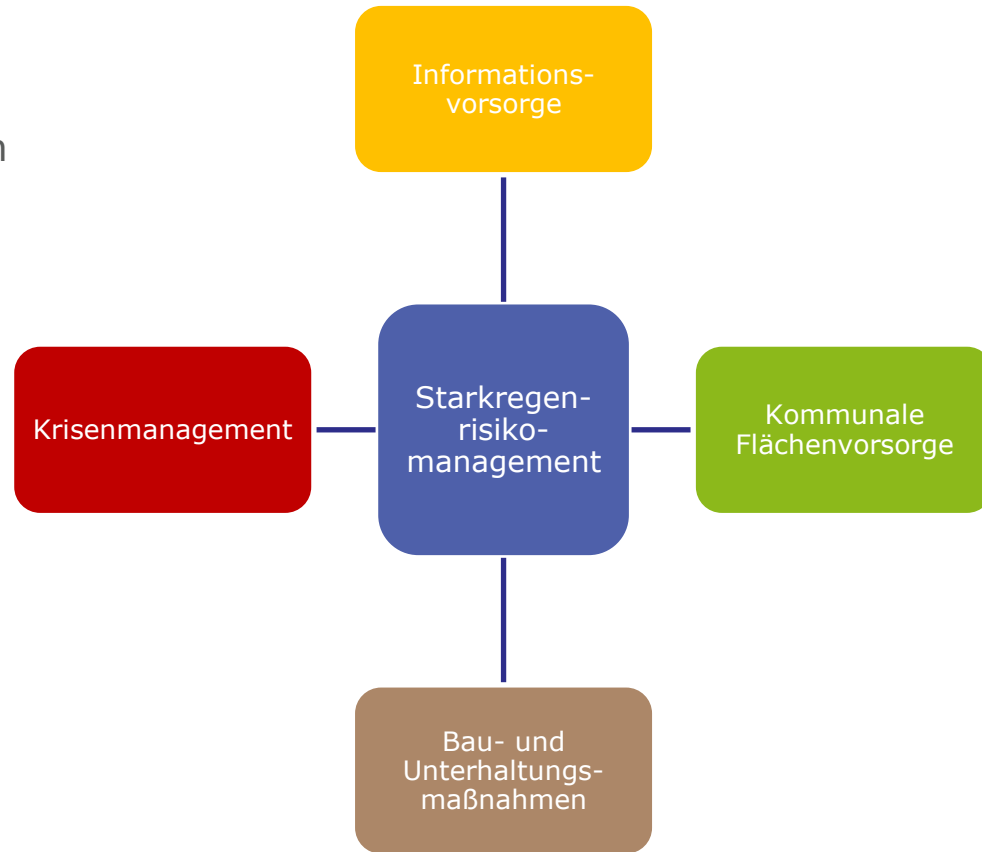 Informations-
vorsorge
n
Krisenmanagement
Starkregen-
risiko-
management
Kommunale
Flächenvorsorge
Bau- und
Unterhaltungs-
maßnahmen